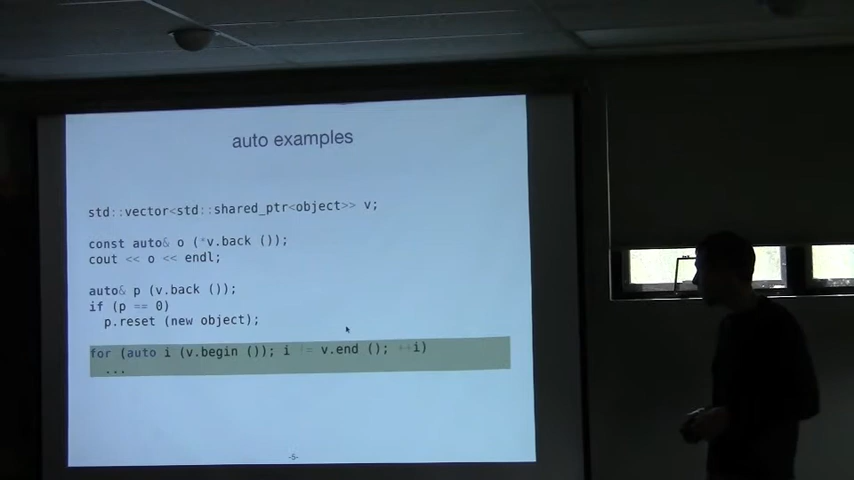 auto examples
std::vector<std::shared_ptr<object>> v;
const auto& o (*v.back ());
cout << o << endl;
auto& p (v.back ());
if (p == 0)
p.reset (new object);
for (auto i (v.begin ()); i != v.end (); ++i)
...
-5-